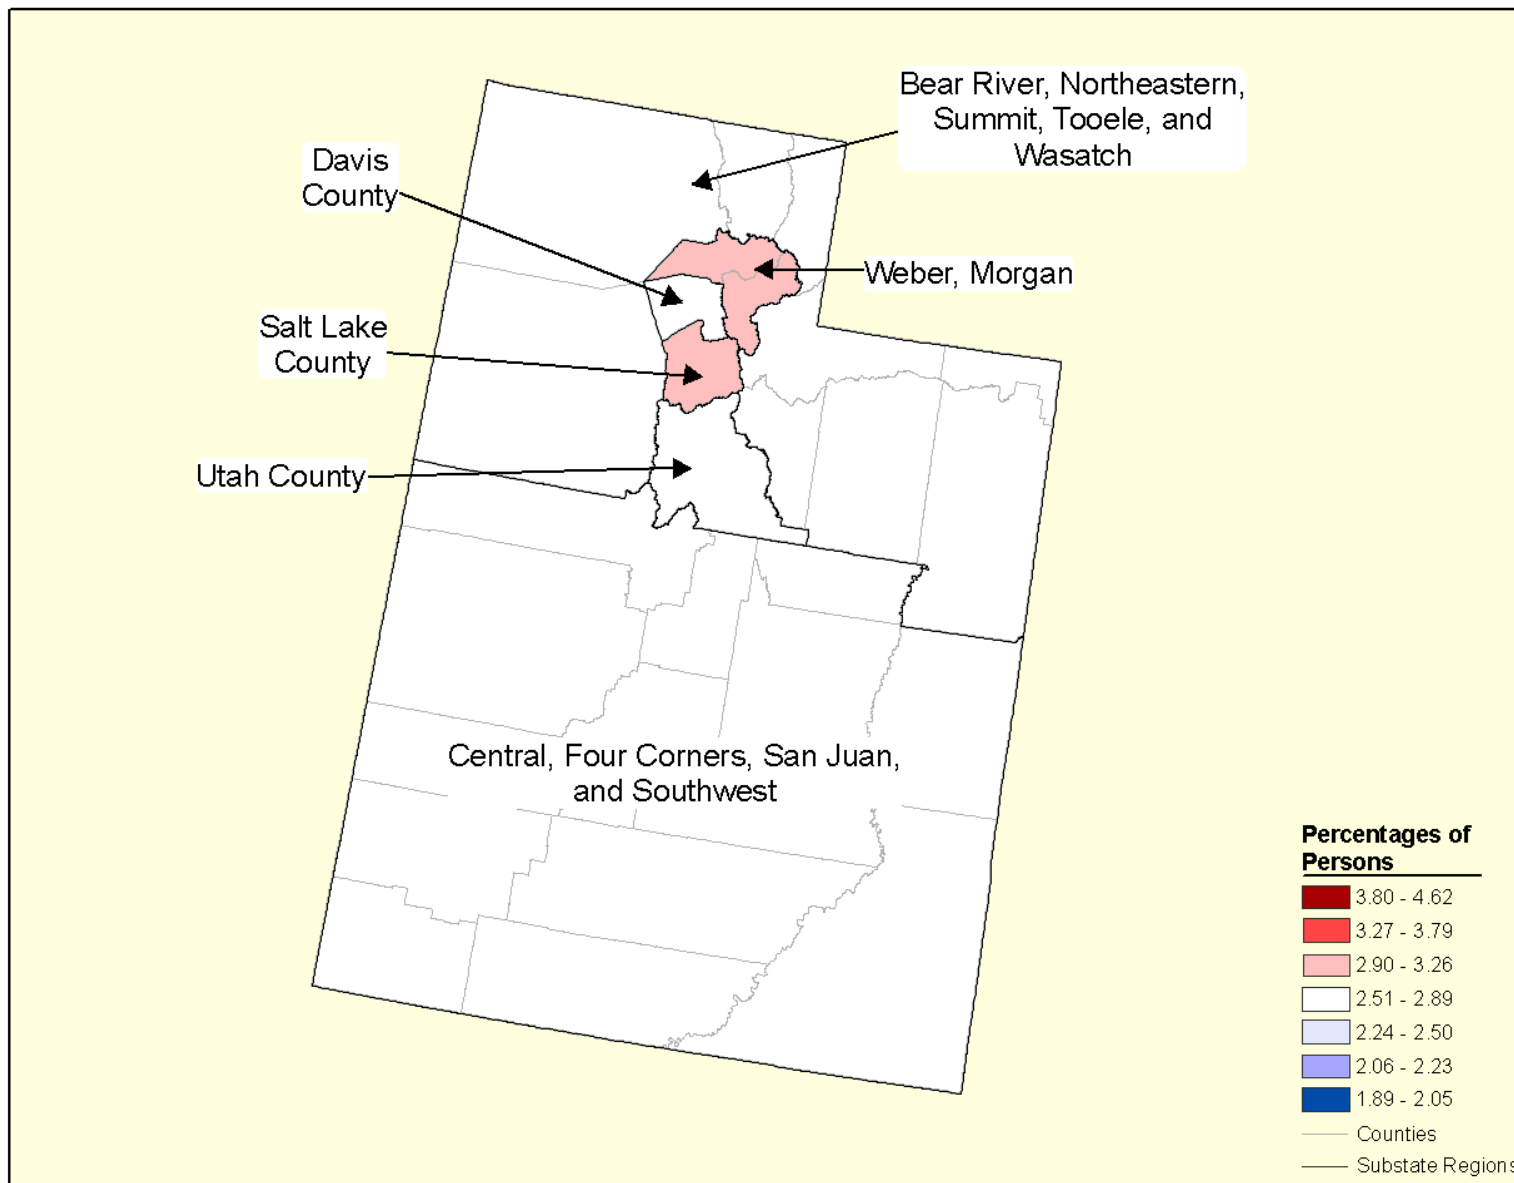 Bear River, Northeastern,
Summit, Tooele, and
Wasatch
Davis
County
Weber, Morgan
Salt Lake
County
Utah County
Central, Four Corners, San Juan,
and Southwest
Percentages of
Persons
3.80 - 4.62
3.27 - 3.79
2.90 - 3.26
2.51 - 2.89
2.24 - 2.50
2.06 - 2.23
1.89 - 2.05
Counties
Substate Regions